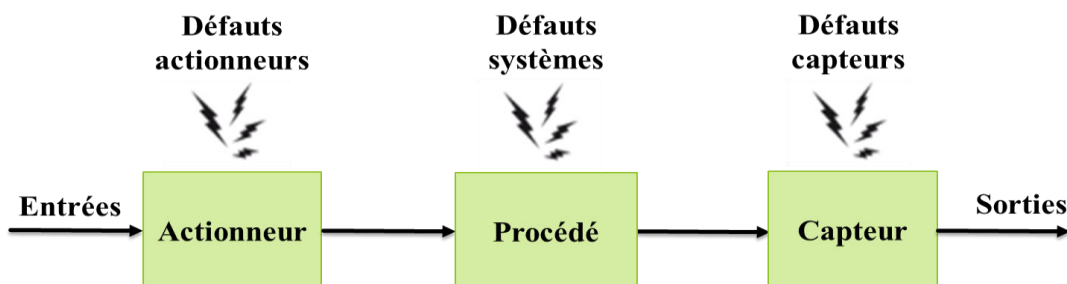 Défauts
actionneurs
Défauts
systèmes
Défauts
capteurs
Entrées
Actionneur
Procédé
Capteur
Sorties